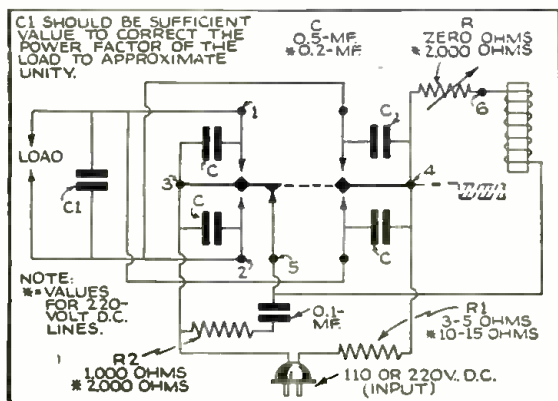 C1 SHOULD BE SUFFICIENT
VALUE TO CORRECT THE
POWER FACTOR OF THE
LOAD TO APPROXIMATE
UNITY.
C
0.5-MF.
*0.2-MF.
R
ZERO OHMS
*2,000 OHMS
6
1
C
C
LOAD
C1
3
4
C
C
2
5
NOTE:
*=VALUES
FOR 220-
VOLT D.C.
LINES.
0.1-
MF.
R1
3-5 OHMS
*10-15 OHMS
R2
1,000 OHMS
*2,000 OHMS
110 OR 220V. D.C.
(INPUT)